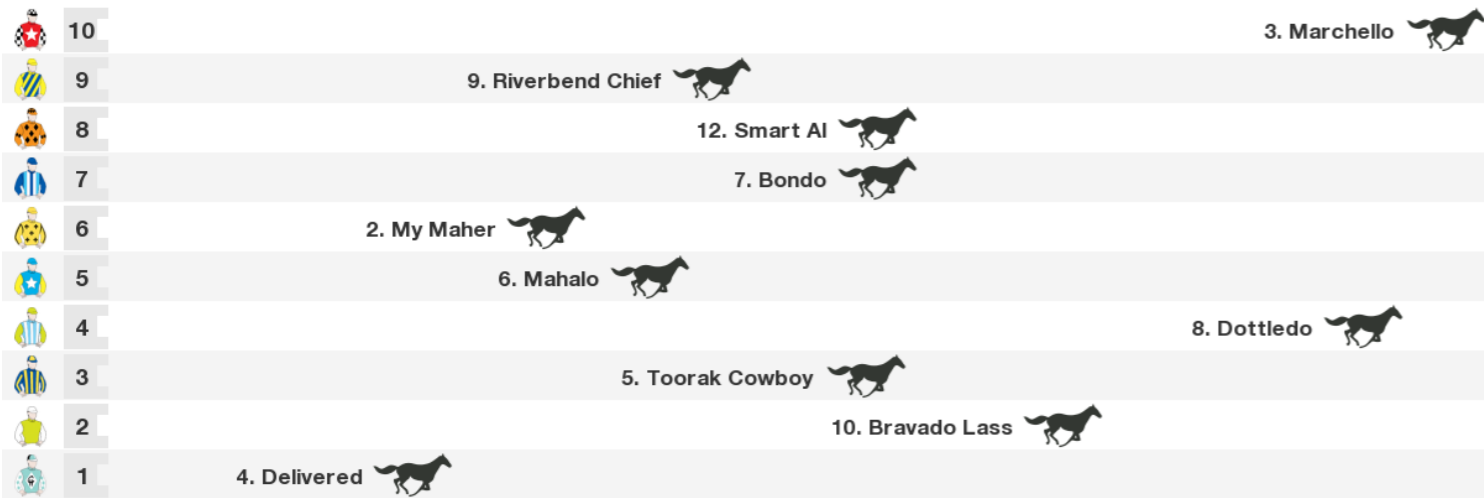 10 3. Marchello
9 9. Riverbend Chief
8 12. Smart Al
7 7. Bondo
6 2. My Maher
5 6. Mahalo
4 8. Dottledo
3 5. Toorak Cowboy
2 10. Bravado Lass
1 4. Delivered